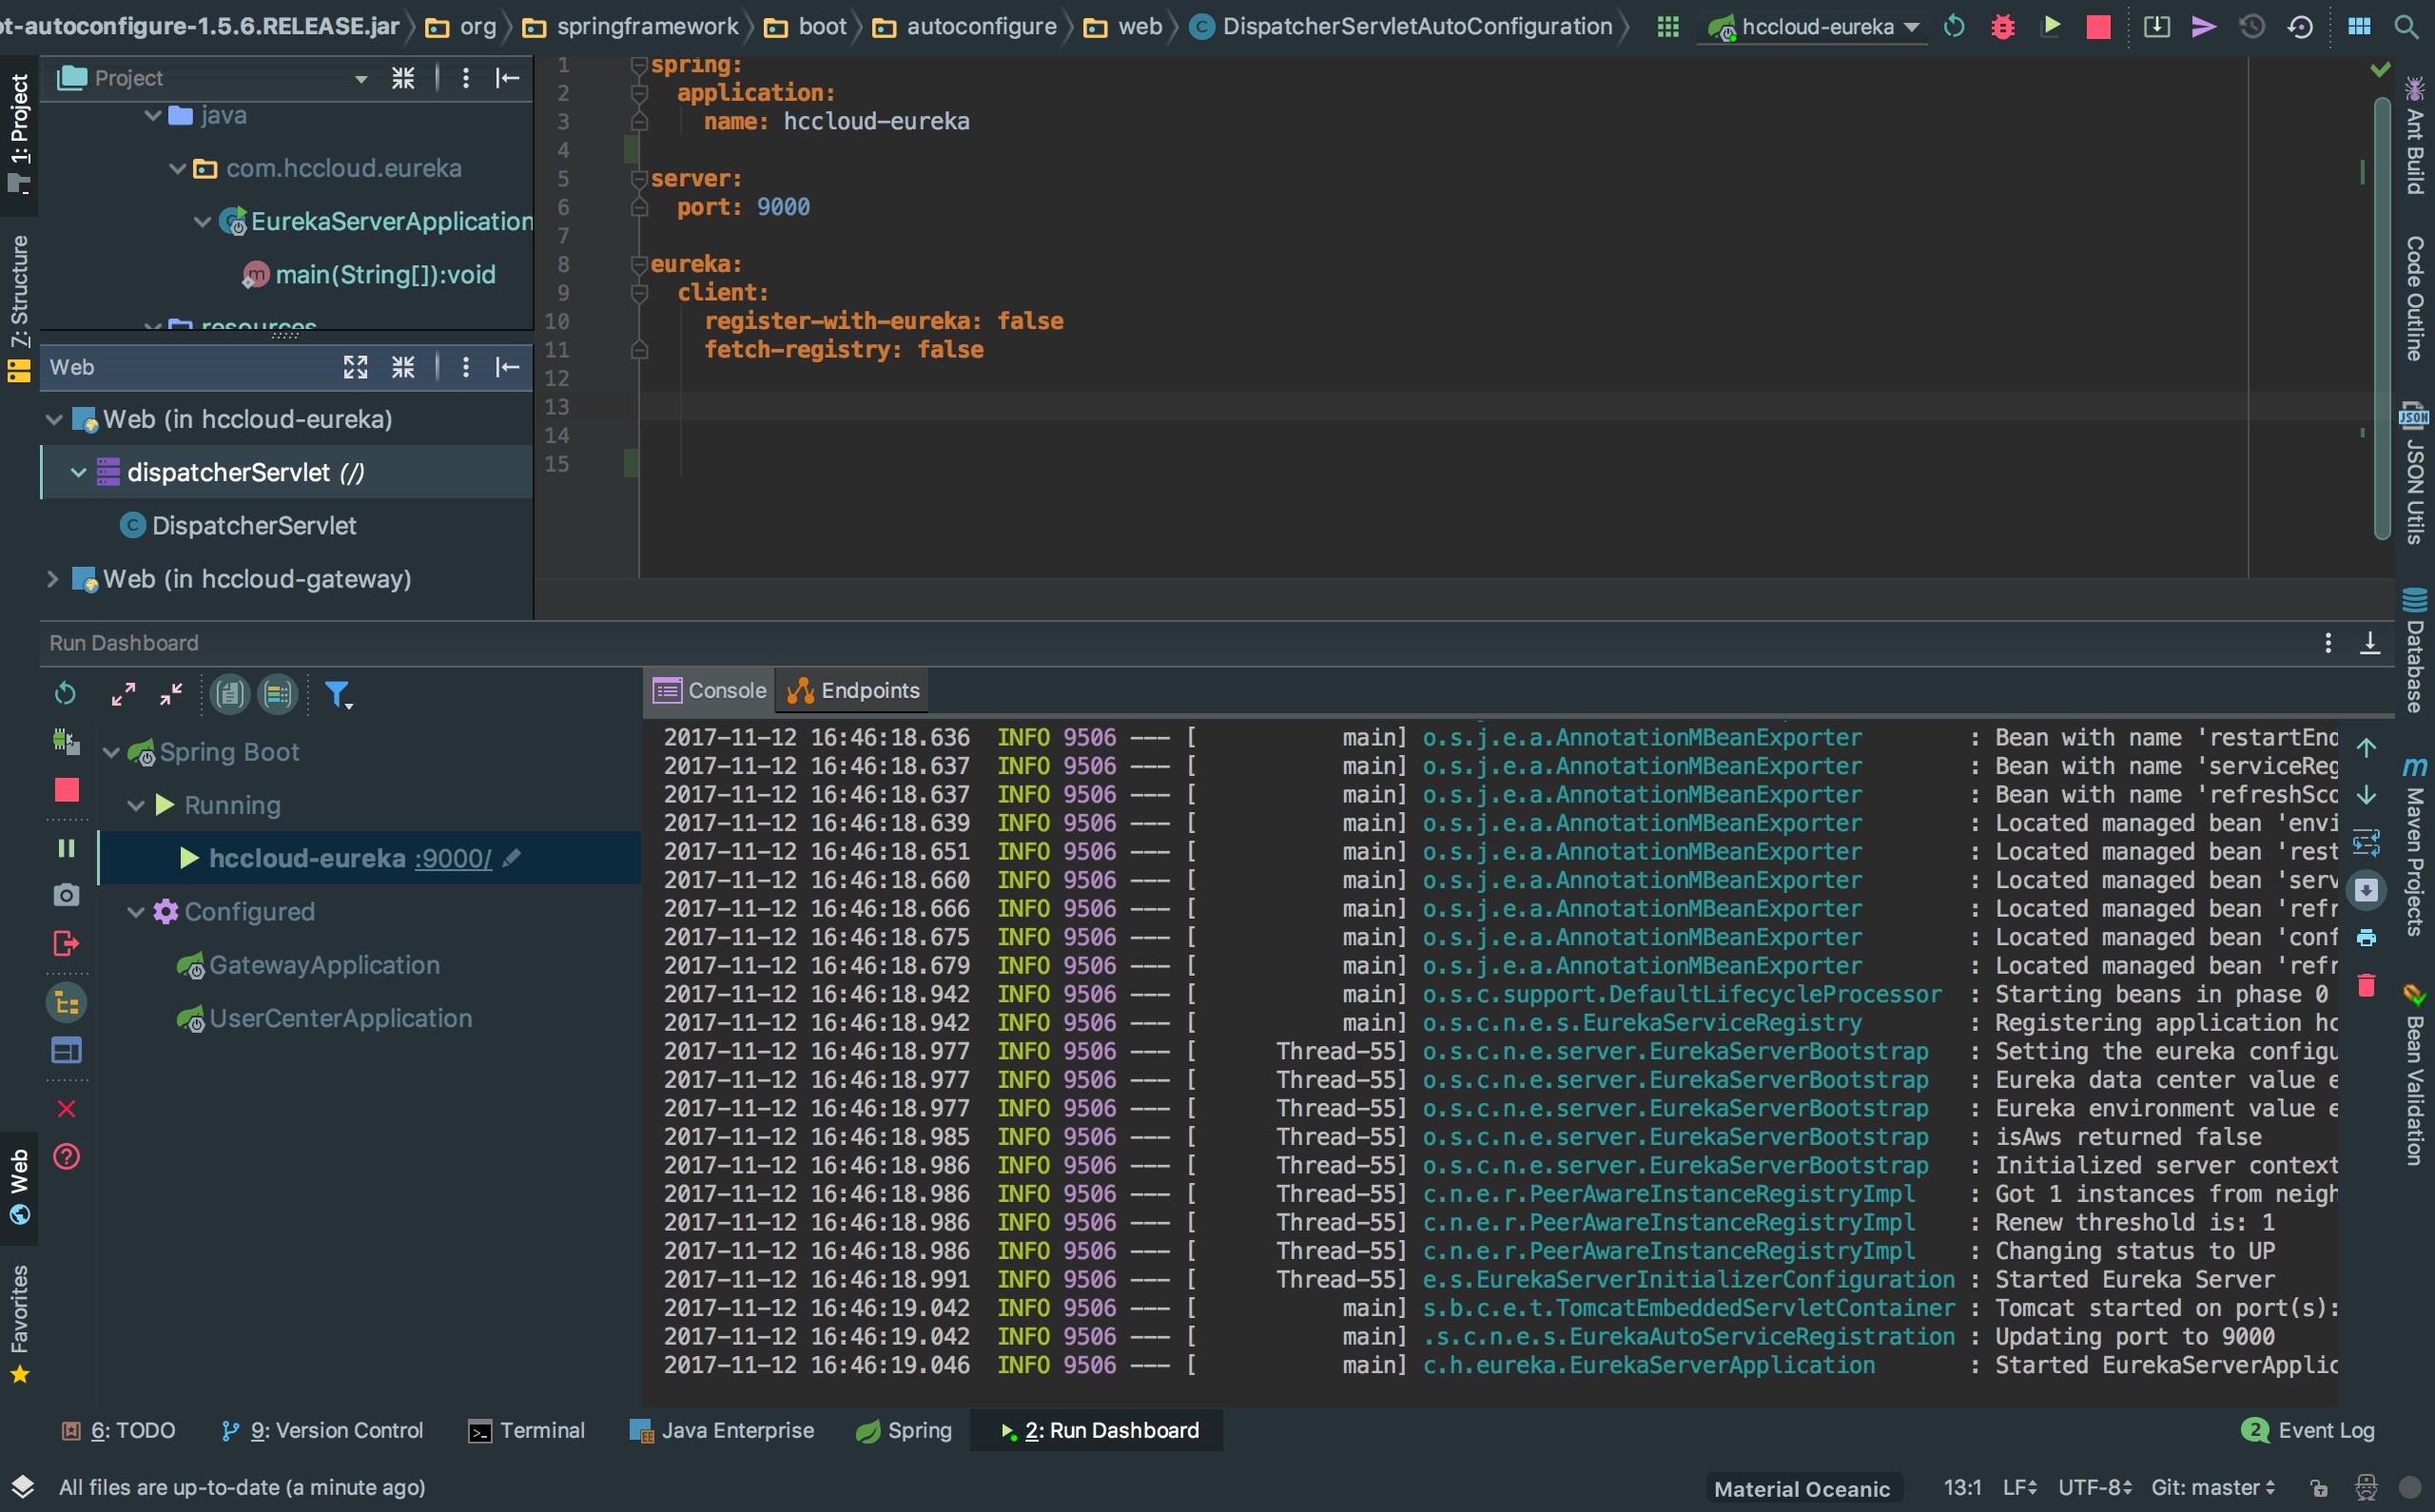 ot-autoconfigure-1.5.6.RELEASE.jar org springframework boot autoconfigure web DispatcherServletAutoConfiguration hccloud-eureka
1: Project
Z: Structure
Web
Favorites
Project
java
com.hccloud.eureka
EurekaServerApplication
main(String[]):void
resources
Web
Web (in hccloud-eureka)
dispatcherServlet (//)
DispatcherServlet
Web (in hccloud-gateway)
1 spring:
2 application:
3 name: hccloud-eureka
4
5 server:
6 port: 9000
7
8 eureka:
9 client:
10 register-with-eureka: false
11 fetch-registry: false
12
13
14
15
Ant Build
Code Outline
JSON
JSON Utils
Database
m Maven Projects
Bean Validation
Run Dashboard
Spring Boot
Running
hccloud-eureka :9000/
Configured
GatewayApplication
UserCenterApplication
Console Endpoints
2017-11-12 16:46:18.636 INFO 9506 --- [ main] o.s.j.e.a.AnnotationMBeanExporter : Bean with name 'restartEnd
2017-11-12 16:46:18.637 INFO 9506 --- [ main] o.s.j.e.a.AnnotationMBeanExporter : Bean with name 'serviceReg
2017-11-12 16:46:18.637 INFO 9506 --- [ main] o.s.j.e.a.AnnotationMBeanExporter : Bean with name 'refreshSco
2017-11-12 16:46:18.639 INFO 9506 --- [ main] o.s.j.e.a.AnnotationMBeanExporter : Located managed bean 'envi
2017-11-12 16:46:18.651 INFO 9506 --- [ main] o.s.j.e.a.AnnotationMBeanExporter : Located managed bean 'rest
2017-11-12 16:46:18.660 INFO 9506 --- [ main] o.s.j.e.a.AnnotationMBeanExporter : Located managed bean 'serv
2017-11-12 16:46:18.666 INFO 9506 --- [ main] o.s.j.e.a.AnnotationMBeanExporter : Located managed bean 'refr
2017-11-12 16:46:18.675 INFO 9506 --- [ main] o.s.j.e.a.AnnotationMBeanExporter : Located managed bean 'conf
2017-11-12 16:46:18.679 INFO 9506 --- [ main] o.s.j.e.a.AnnotationMBeanExporter : Located managed bean 'refr
2017-11-12 16:46:18.942 INFO 9506 --- [ main] o.s.c.support.DefaultLifecycleProcessor : Starting beans in phase 0
2017-11-12 16:46:18.942 INFO 9506 --- [ main] o.s.c.n.e.s.EurekaServiceRegistry : Registering application hc
2017-11-12 16:46:18.977 INFO 9506 --- [ Thread-55] o.s.c.n.e.server.EurekaServerBootstrap : Setting the eureka configu
2017-11-12 16:46:18.977 INFO 9506 --- [ Thread-55] o.s.c.n.e.server.EurekaServerBootstrap : Eureka data center value e
2017-11-12 16:46:18.977 INFO 9506 --- [ Thread-55] o.s.c.n.e.server.EurekaServerBootstrap : Eureka environment value e
2017-11-12 16:46:18.985 INFO 9506 --- [ Thread-55] o.s.c.n.e.server.EurekaServerBootstrap : isAws returned false
2017-11-12 16:46:18.986 INFO 9506 --- [ Thread-55] o.s.c.n.e.server.EurekaServerBootstrap : Initialized server context
2017-11-12 16:46:18.986 INFO 9506 --- [ Thread-55] c.n.e.r.PeerAwareInstanceRegistryImpl : Got 1 instances from neigh
2017-11-12 16:46:18.986 INFO 9506 --- [ Thread-55] c.n.e.r.PeerAwareInstanceRegistryImpl : Renew threshold is: 1
2017-11-12 16:46:18.986 INFO 9506 --- [ Thread-55] c.n.e.r.PeerAwareInstanceRegistryImpl : Changing status to UP
2017-11-12 16:46:18.991 INFO 9506 --- [ Thread-55] e.s.EurekaServerInitializerConfiguration : Started Eureka Server
2017-11-12 16:46:19.042 INFO 9506 --- [ main] s.b.c.e.t.TomcatEmbeddedServletContainer : Tomcat started on port(s):
2017-11-12 16:46:19.042 INFO 9506 --- [ main] .s.c.n.e.s.EurekaAutoServiceRegistration : Updating port to 9000
2017-11-12 16:46:19.046 INFO 9506 --- [ main] c.h.eureka.EurekaServerApplication : Started EurekaServerApplic
6: TODO 9: Version Control Terminal Java Enterprise Spring 2: Run Dashboard 2 Event Log
All files are up-to-date (a minute ago) Material Oceanic 13:1 LF UTF-8 Git: master